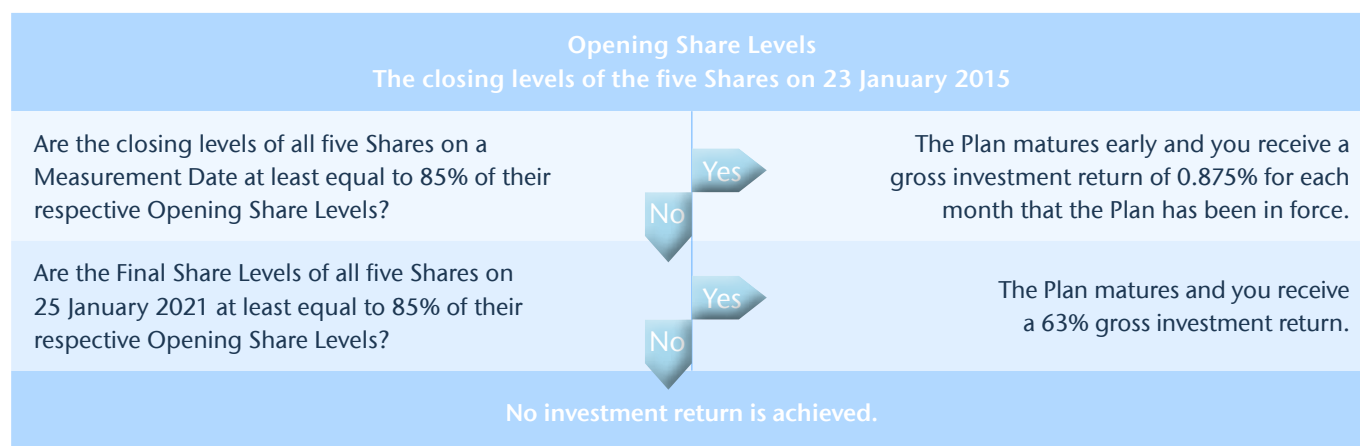 Opening Share Levels
The closing levels of the five Shares on 23 January 2015
Are the closing levels of all five Shares on a
Measurement Date at least equal to 85% of their
respective Opening Share Levels?
Yes
No
The Plan matures early and you receive a
gross investment return of 0.875% for each
month that the Plan has been in force.
Are the Final Share Levels of all five Shares on
25 January 2021 at least equal to 85% of their
respective Opening Share Levels?
Yes
No
The Plan matures and you receive
a 63% gross investment return.
No investment return is achieved.